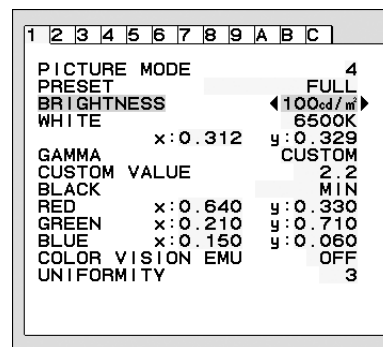 1 2 3 4 5 6 7 8 9 A B C
PICTURE MODE 4
PRESET FULL
BRIGHTNESS ◀100cd/㎡▶
WHITE 6500K
x:0.312 y:0.329
GAMMA CUSTOM
CUSTOM VALUE 2.2
BLACK MIN
RED x:0.640 y:0.330
GREEN x:0.210 y:0.710
BLUE x:0.150 y:0.060
COLOR VISION EMU OFF
UNIFORMITY 3